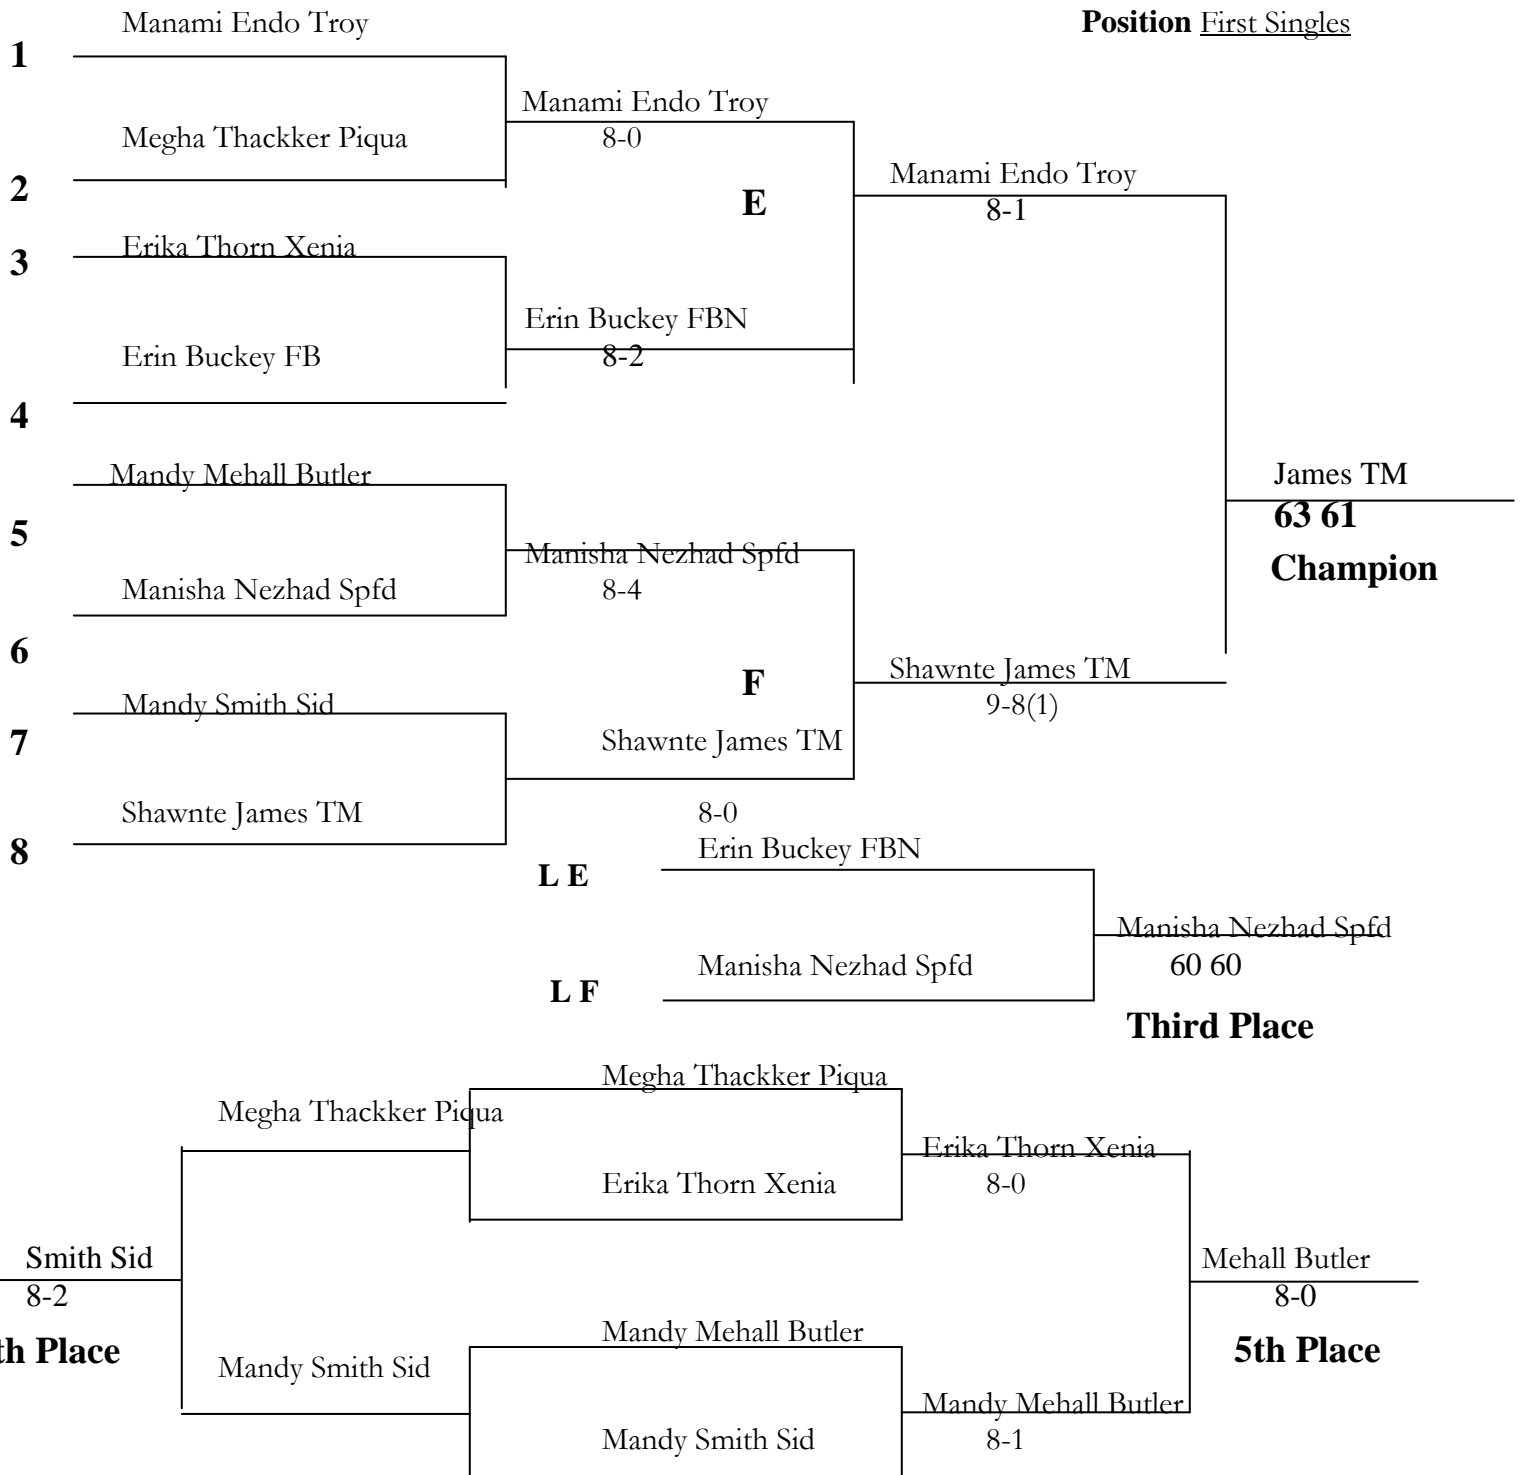 Manami Endo Troy
Position First Singles
1
Manami Endo Troy
8-0
Megha Thackker Piqua
2
Manami Endo Troy
8-1
E
Erika Thorn Xenia
3
Erin Buckey FBN
8-2
Erin Buckey FB
4
Mandy Mehall Butler
James TM
63 61
Champion
5
Manisha Nezhad Spfd
8-4
Manisha Nezhad Spfd
6
Shawnte James TM
9-8(1)
F
Mandy Smith Sid
7
Shawnte James TM
8-0
Shawnte James TM
8
Erin Buckey FBN
L E
Manisha Nezhad Spfd
60 60
Manisha Nezhad Spfd
L F
Third Place
Megha Thackker Piqua
Megha Thackker Piqua
Erika Thorn Xenia
8-0
Erika Thorn Xenia
Smith Sid
8-2
th Place
Mehall Butler
8-0
5th Place
Mandy Mehall Butler
Mandy Smith Sid
Mandy Mehall Butler
8-1
Mandy Smith Sid